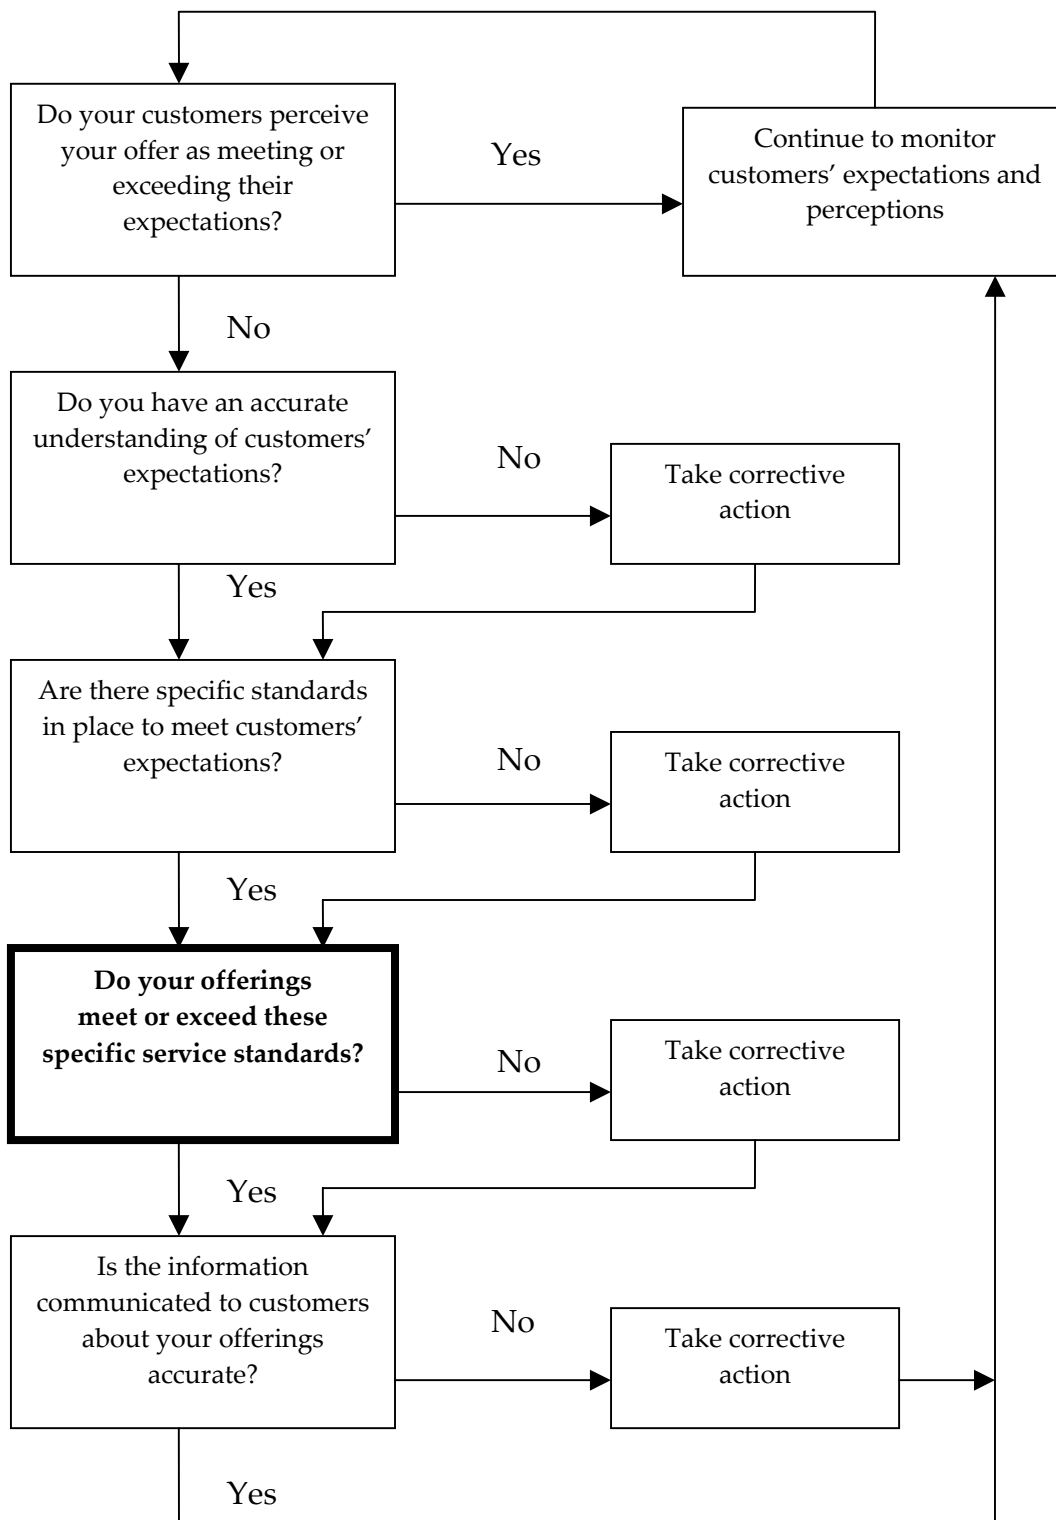 Do your customers perceive
your offer as meeting or
exceeding their
expectations?
Yes
Continue to monitor
customers’ expectations and
perceptions
No
Do you have an accurate
understanding of customers’
expectations?
No
Take corrective
action
Yes
Are there specific standards
in place to meet customers’
expectations?
No
Take corrective
action
Yes
Do your offerings
meet or exceed these
specific service standards?
No
Take corrective
action
Yes
Is the information
communicated to customers
about your offerings
accurate?
No
Take corrective
action
Yes